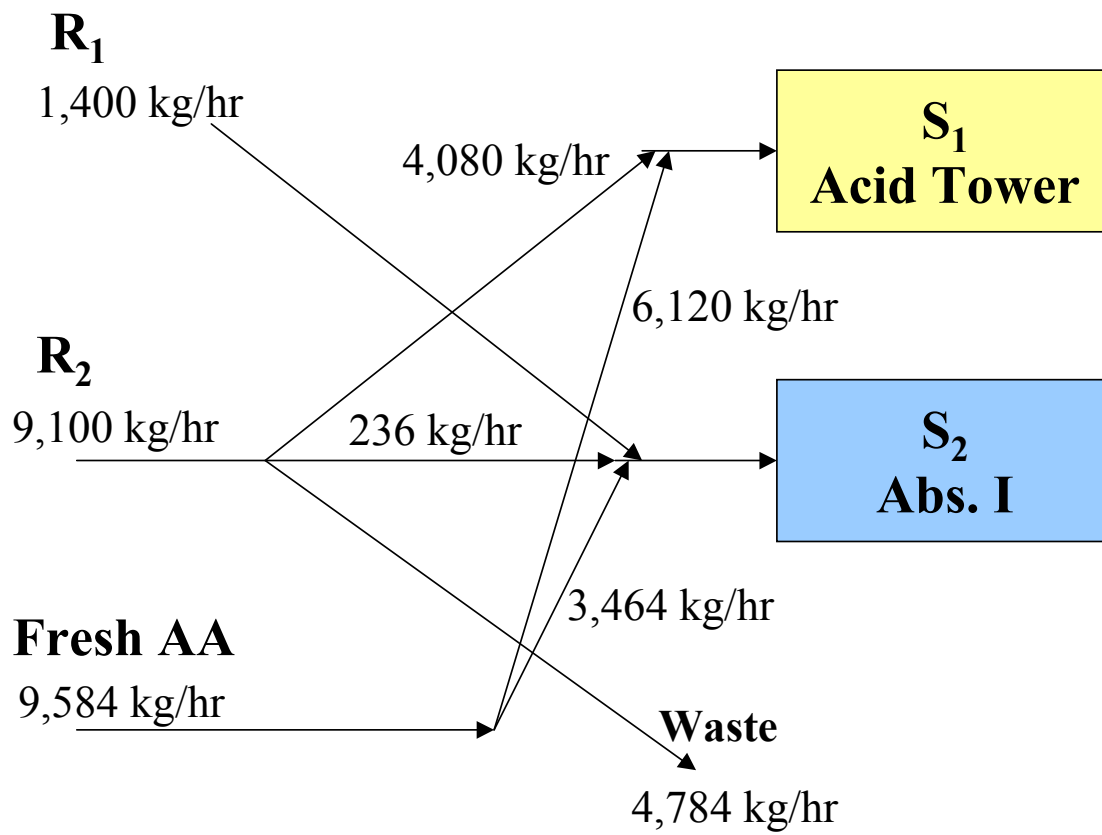 R₁
1,400 kg/hr
4,080 kg/hr
S₁
Acid Tower
6,120 kg/hr
R₂
9,100 kg/hr
236 kg/hr
S₂
Abs. I
3,464 kg/hr
Fresh AA
9,584 kg/hr
Waste
4,784 kg/hr